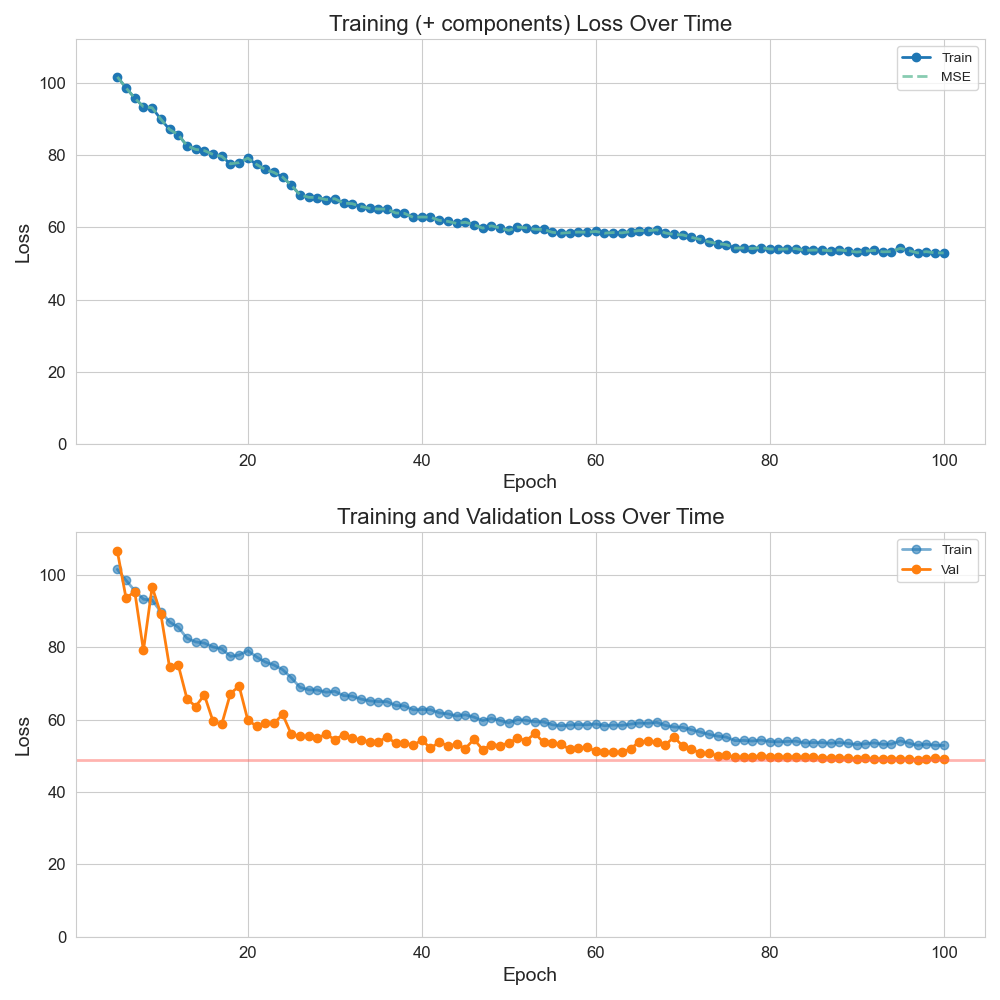 Training (+ components) Loss Over Time
Train
MSE
100
80
60
40
20
0
Loss
20 40 60 80 100
Epoch
Training and Validation Loss Over Time
Train
Val
100
80
60
40
20
0
Loss
20 40 60 80 100
Epoch